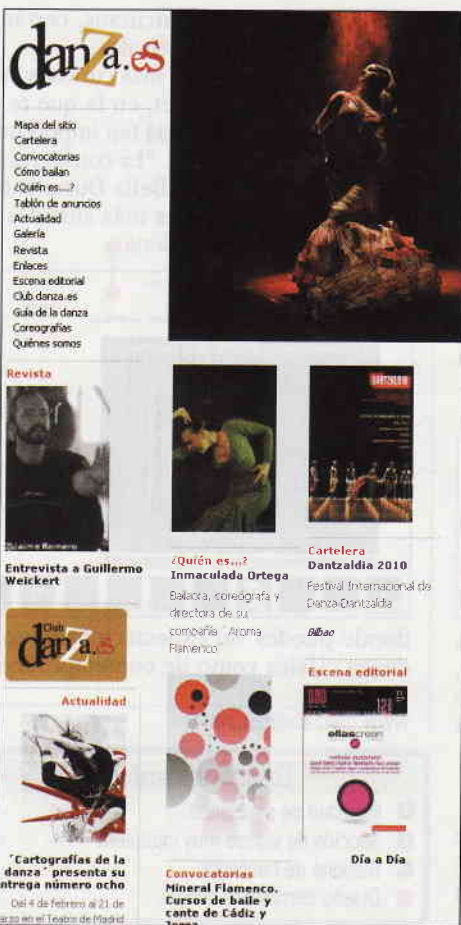 danza.es
Mapa del sitio
Cartelera
Convocatorias
Cómo bailan
¿Quién es...?
Tablón de anuncios
Actualidad
Galería
Revista
Enlaces
Escena editorial
Club danza.es
Guía de la danza
Coreografías
Quiénes somos
Revista
Entrevista a Guillermo
Weickert
¿Quién es...?
Inmaculada Ortega
Bailaora, coreógrafa y
directora de su
compañía ´Aroma
Flamenco´
DANTZALDIA
Cartelera
Dantzaldia 2010
Festival Internacional de
Danza-Dantzaldia
Bilbao
Club
danza.es
Actualidad
´Cartografías de la
danza´ presenta su
entrega número ocho
Del 4 de febrero al 21 de
marzo en el Teatro de Madrid
Convocatorias
Mineral Flamenco.
Cursos de baile y
cante de Cádiz y
Escena editorial
ellascrean
Día a Día